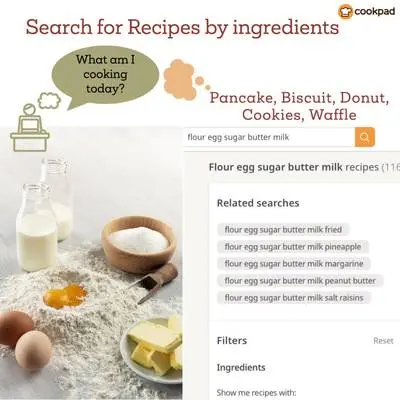 cookpad
Search for Recipes by ingredients
What am I
cooking
today?
Pancake, Biscuit, Donut,
Cookies, Waffle
flour egg sugar butter milk
Flour egg sugar butter milk recipes (116
Related searches
flour egg sugar butter milk fried
flour egg sugar butter milk pineapple
flour egg sugar butter milk margarine
flour egg sugar butter milk peanut butter
flour egg sugar butter milk salt raisins
Filters
Reset
Ingredients
Show me recipes with: